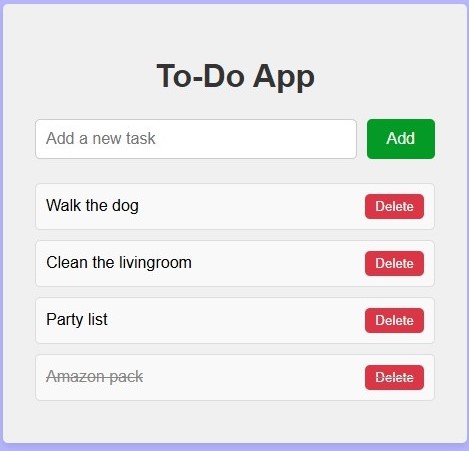 To-Do App
Add a new task Add
Walk the dog Delete
Clean the livingroom Delete
Party list Delete
Amazon pack Delete